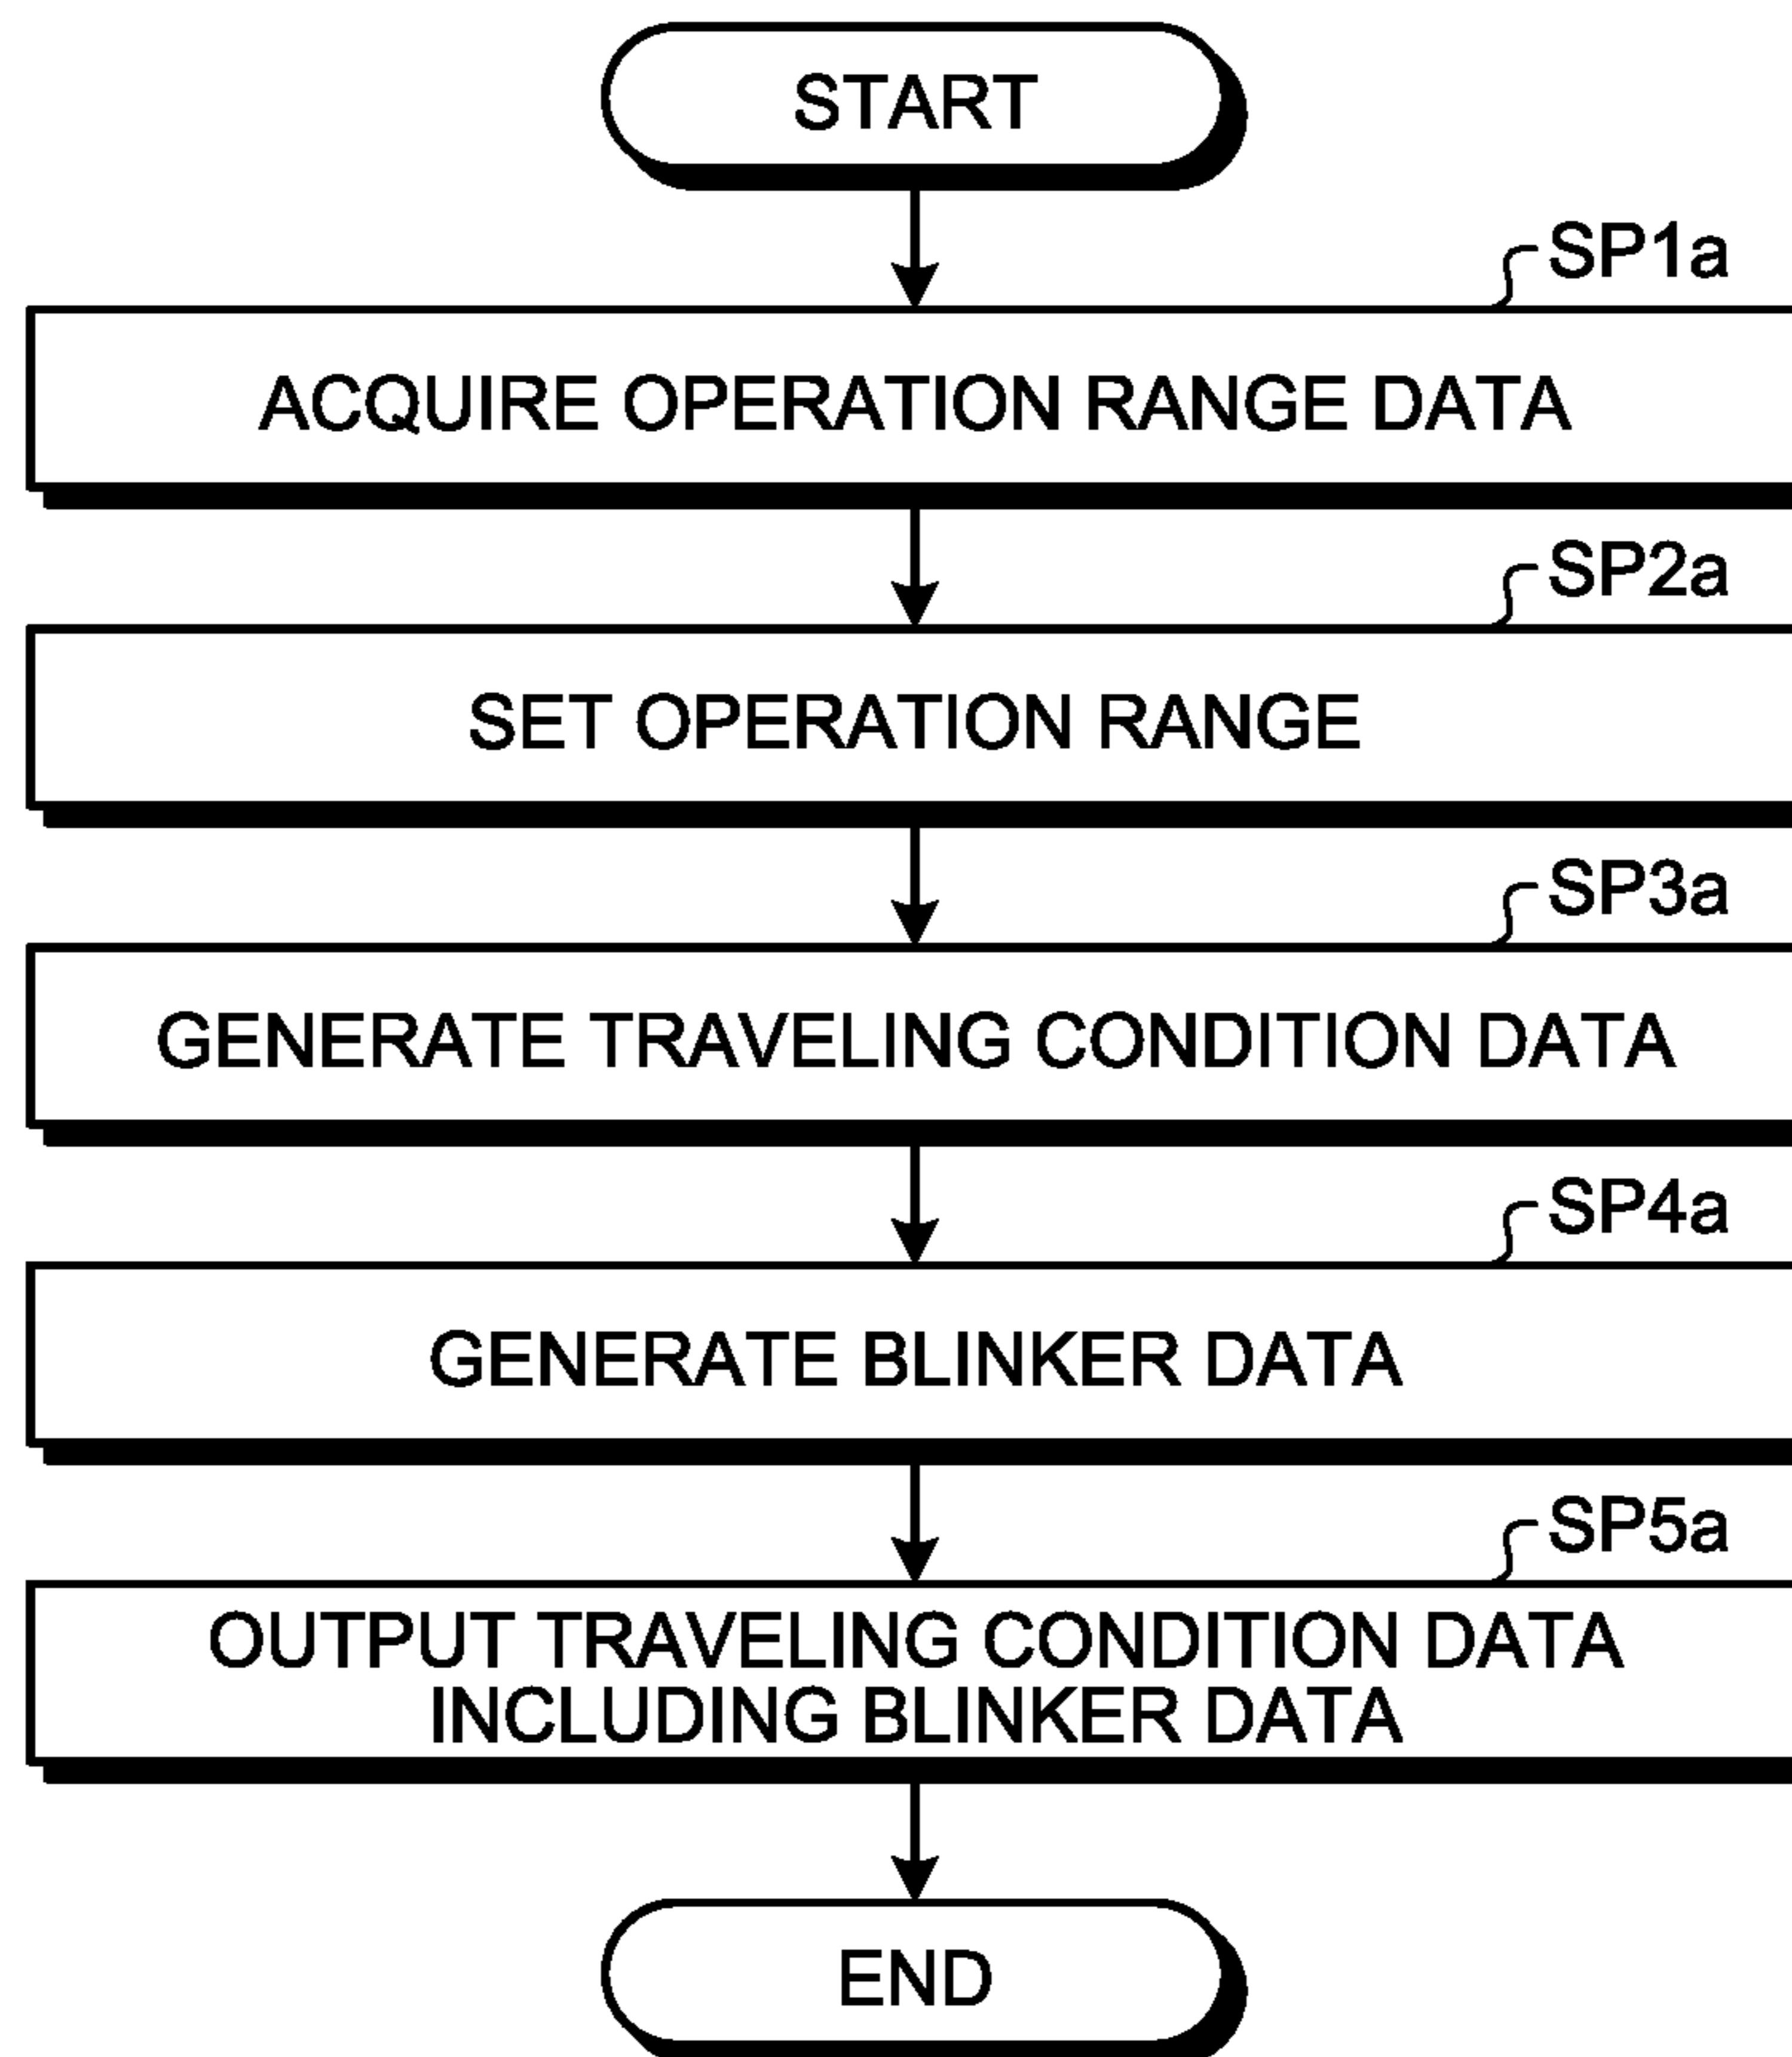 START
SP1a
ACQUIRE OPERATION RANGE DATA
SP2a
SET OPERATION RANGE
SP3a
GENERATE TRAVELING CONDITION DATA
SP4a
GENERATE BLINKER DATA
SP5a
OUTPUT TRAVELING CONDITION DATA
INCLUDING BLINKER DATA
END